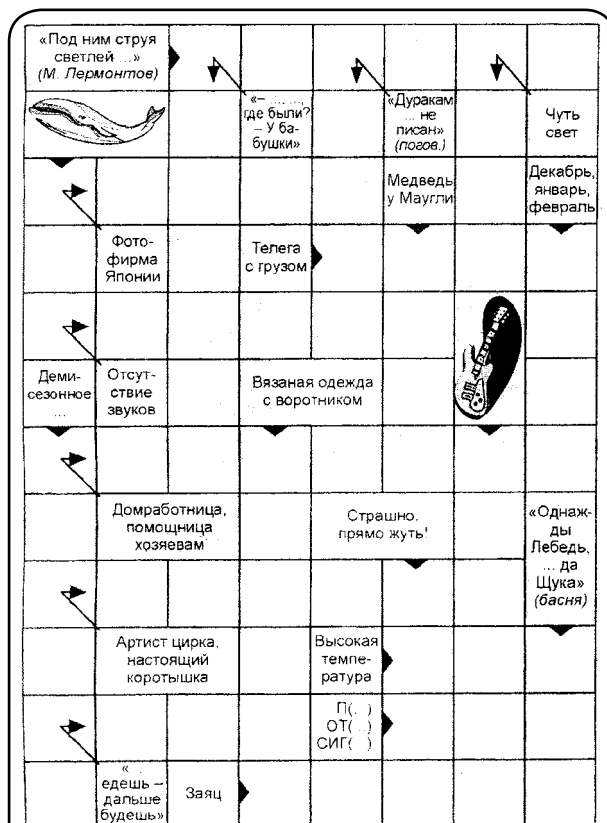 «Под ним струя
светлей ...»
(М. Лермонтов)
«– ... ...,
где были?
– У ба-
бушки»
«Дуракам
... не
писан»
(погов.)
Чуть
свет
Медведь
у Маугли
Декабрь,
январь,
февраль
Фото-
фирма
Японии
Телега
с грузом
Деми-
сезонное
...
Отсут-
ствие
звуков
Вязаная одежда
с воротником
Домработница,
помощница
хозяевам
Страшно,
прямо жуть!
«Однаж-
ды
Лебедь,
... да
Щука»
(басня)
Артист цирка,
настоящий
коротышка
Высокая
темпе-
ратура
П(...)
ОТ(...)
СИГ(...)
«...
едешь –
дальше
будешь»
Заяц